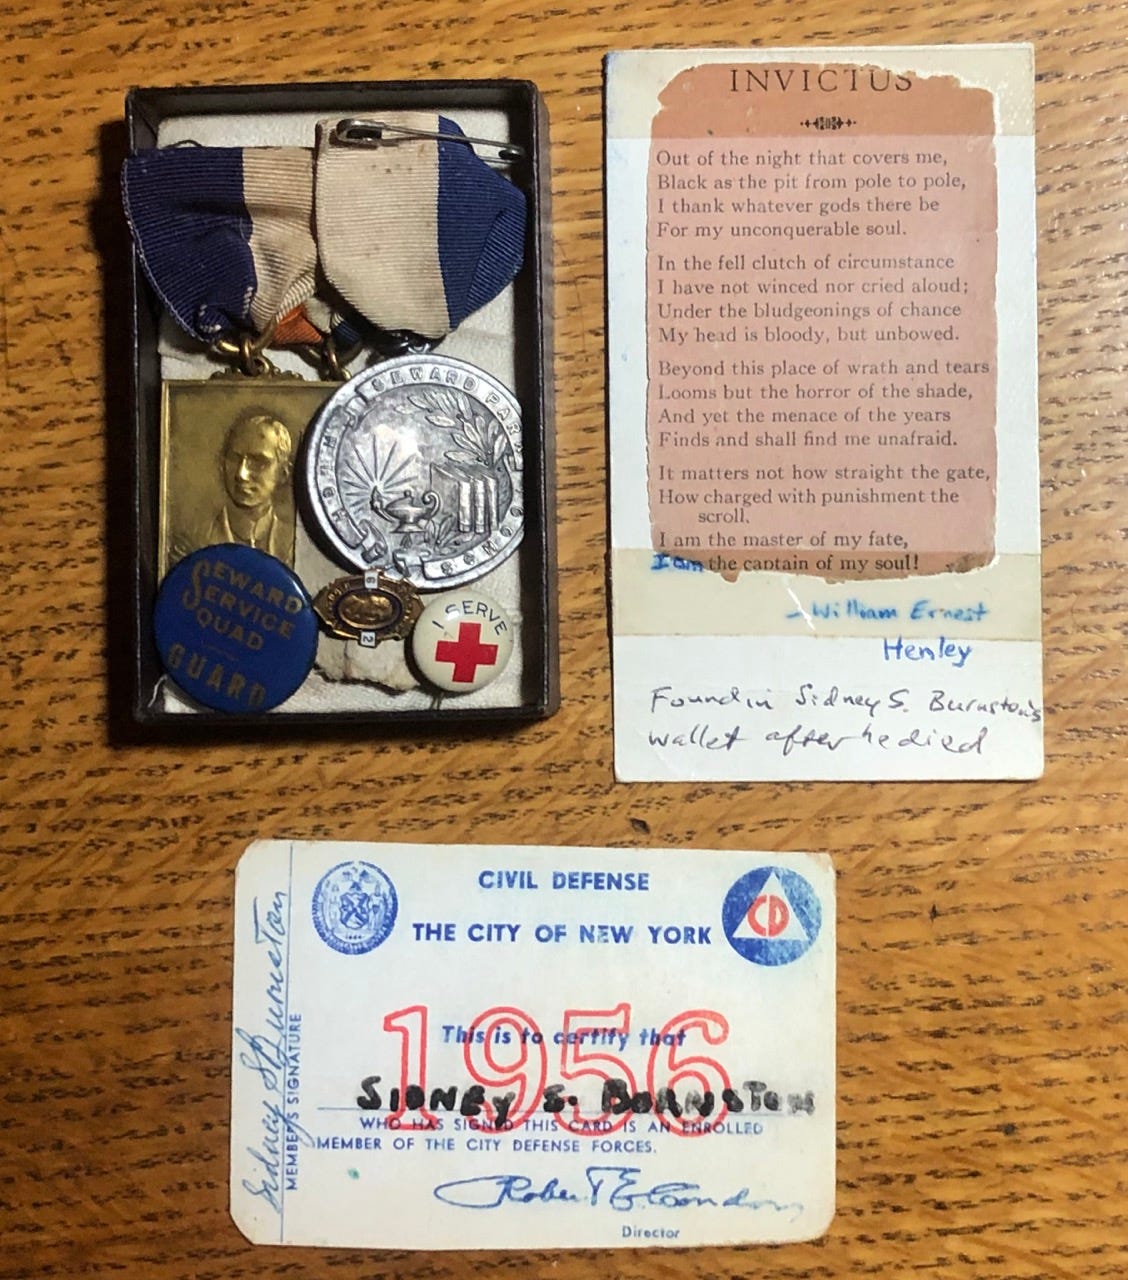 SEWARD PARK
SEWARD
SERVICE
SQUAD
GUARD
I SERVE
INVICTUS
Out of the night that covers me,
Black as the pit from pole to pole,
I thank whatever gods there be
For my unconquerable soul.
In the fell clutch of circumstance
I have not winced nor cried aloud;
Under the bludgeonings of chance
My head is bloody, but unbowed.
Beyond this place of wrath and tears
Looms but the horror of the shade,
And yet the menace of the years
Finds and shall find me unafraid.
It matters not how straight the gate,
How charged with punishment the
scroll.
I am the master of my fate,
I am the captain of my soul!
- William Ernest
Henley
Found in Sidney S. Burnston's
wallet after he died
Sidney S Burnston
MEMBER'S SIGNATURE
CIVIL DEFENSE
THE CITY OF NEW YORK
CD
1956
This is to certify that
SIDNEY S. BURNSTON
WHO HAS SIGNED THIS CARD IS AN ENROLLED
MEMBER OF THE CITY DEFENSE FORCES.
Robert E Condon
Director